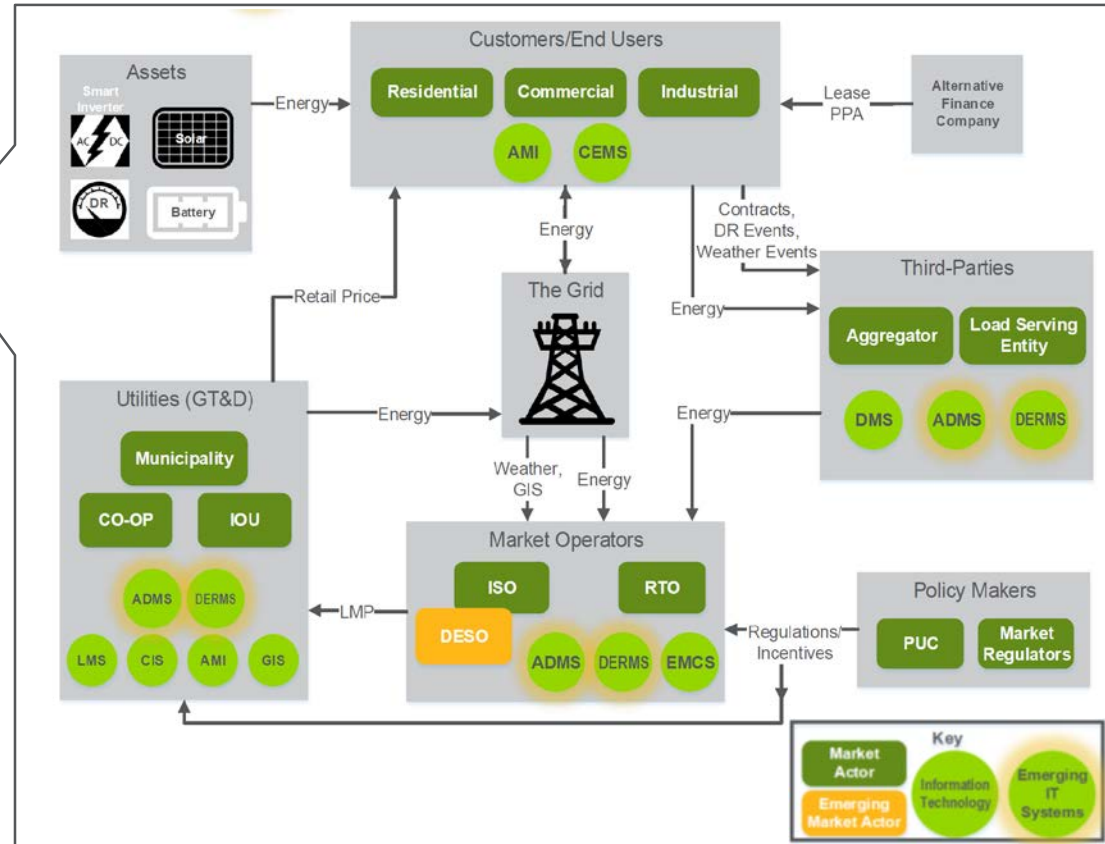 Customers/End Users
Residential
Commercial
Industrial
AMI
CEMS
Assets
Smart
Inverter
AC
DC
Solar
DR
Battery
Energy
Lease
PPA
Alternative
Finance
Company
Energy
Contracts,
DR Events,
Weather Events
Energy
Retail Price
The Grid
Third-Parties
Aggregator
Load Serving
Entity
DMS
ADMS
DERMS
Utilities (GT&D)
Municipality
CO-OP
IOU
ADMS
DERMS
LMS
CIS
AMI
GIS
Energy
Weather,
GIS
Energy
Energy
Market Operators
ISO
RTO
DESO
ADMS
DERMS
EMCS
LMP
Regulations/
Incentives
Policy Makers
PUC
Market
Regulators
Key
Market
Actor
Emerging
Market Actor
Information
Technology
Emerging
IT
Systems